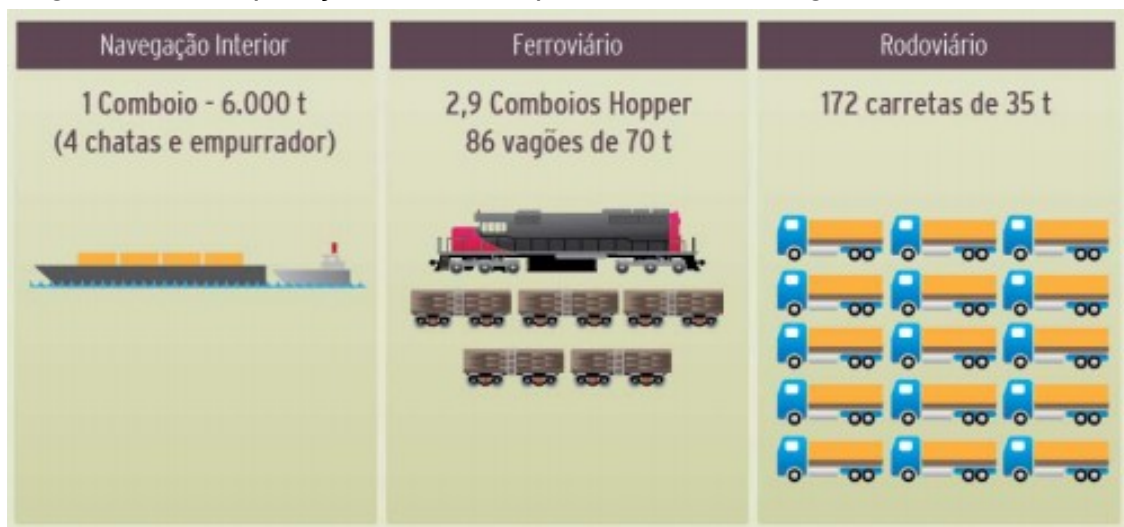 Navegação Interior
1 Comboio - 6.000 t
(4 chatas e empurrador)
Ferroviário
2,9 Comboios Hopper
86 vagões de 70 t
Rodoviário
172 carretas de 35 t